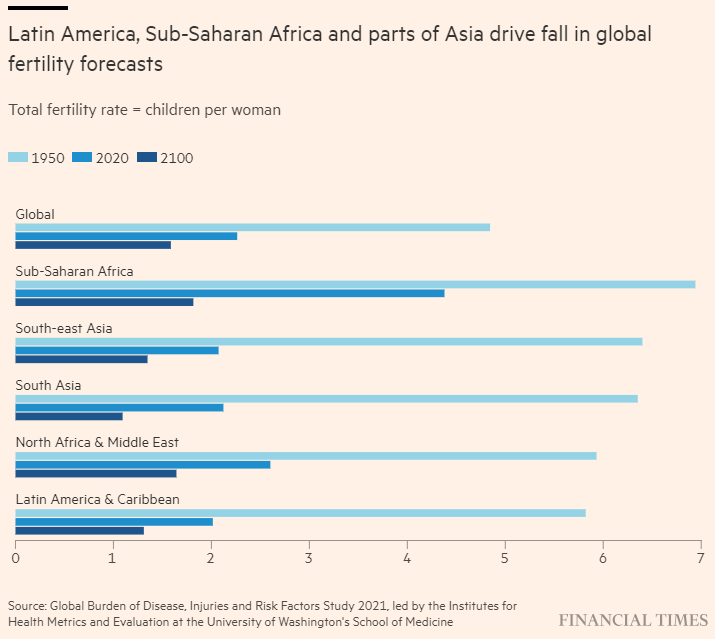 Latin America, Sub-Saharan Africa and parts of Asia drive fall in global
fertility forecasts
Total fertility rate = children per woman
1950 2020 2100
Global
Sub-Saharan Africa
South-east Asia
South Asia
North Africa & Middle East
Latin America & Caribbean
0 1 2 3 4 5 6 7
Source: Global Burden of Disease, Injuries and Risk Factors Study 2021, led by the Institutes for
Health Metrics and Evaluation at the University of Washington's School of Medicine
FINANCIAL TIMES